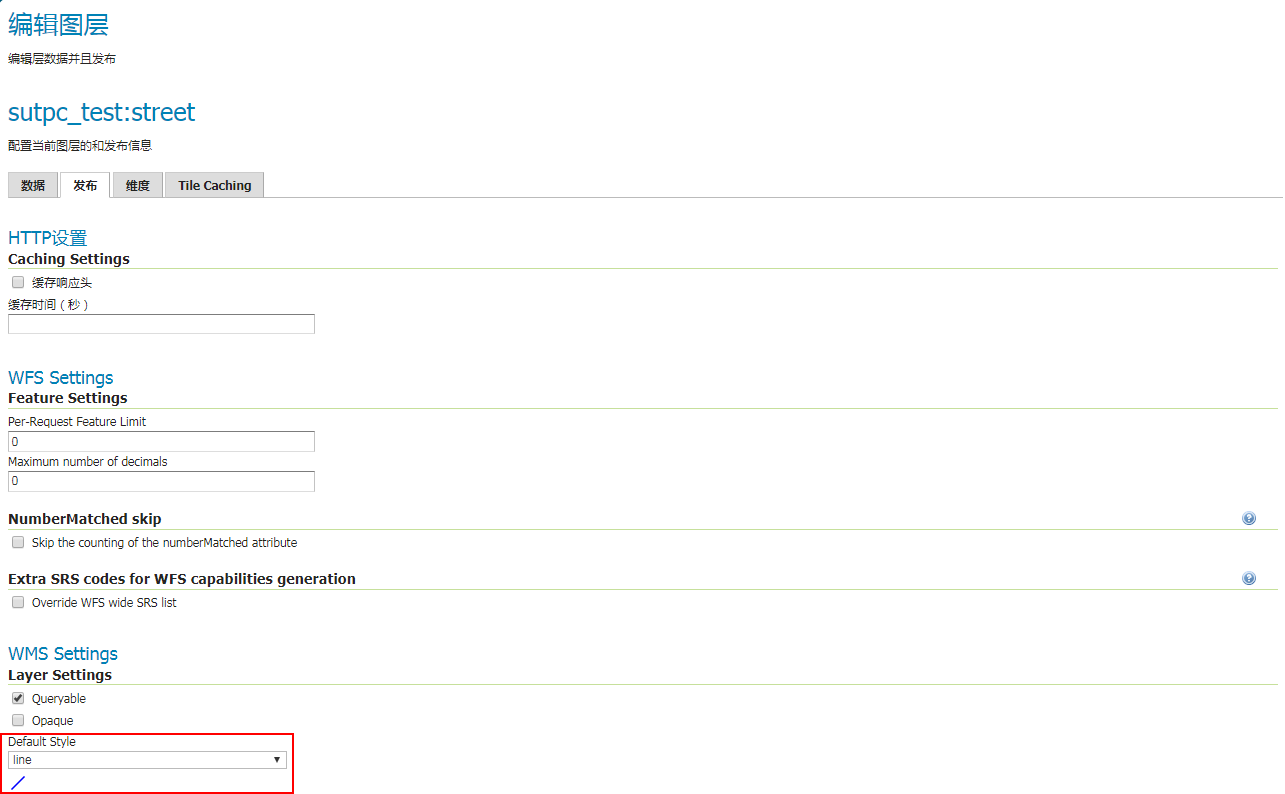 编辑图层
编辑层数据并且发布
sutpc_test:street
配置当前图层的和发布信息
数据 发布 维度 Tile Caching
HTTP设置
Caching Settings
缓存响应头
缓存时间（秒）
WFS Settings
Feature Settings
Per-Request Feature Limit
0
Maximum number of decimals
0
NumberMatched skip
Skip the counting of the numberMatched attribute
Extra SRS codes for WFS capabilities generation
Override WFS wide SRS list
WMS Settings
Layer Settings
Queryable
Opaque
Default Style
line